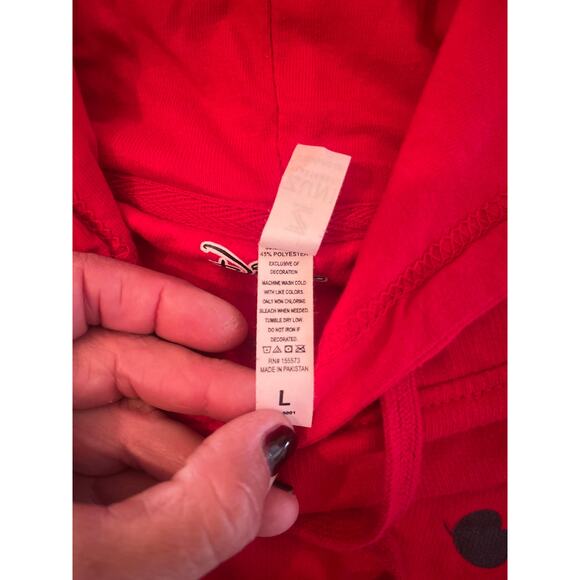 45% POLYESTER
EXCLUSIVE OF
DECORATION
MACHINE WASH COLD
WITH LIKE COLORS.
ONLY NON CHLORINE
BLEACH WHEN NEEDED.
TUMBLE DRY LOW.
DO NOT IRON IF
DECORATED.
RN# 155573
MADE IN PAKISTAN
L